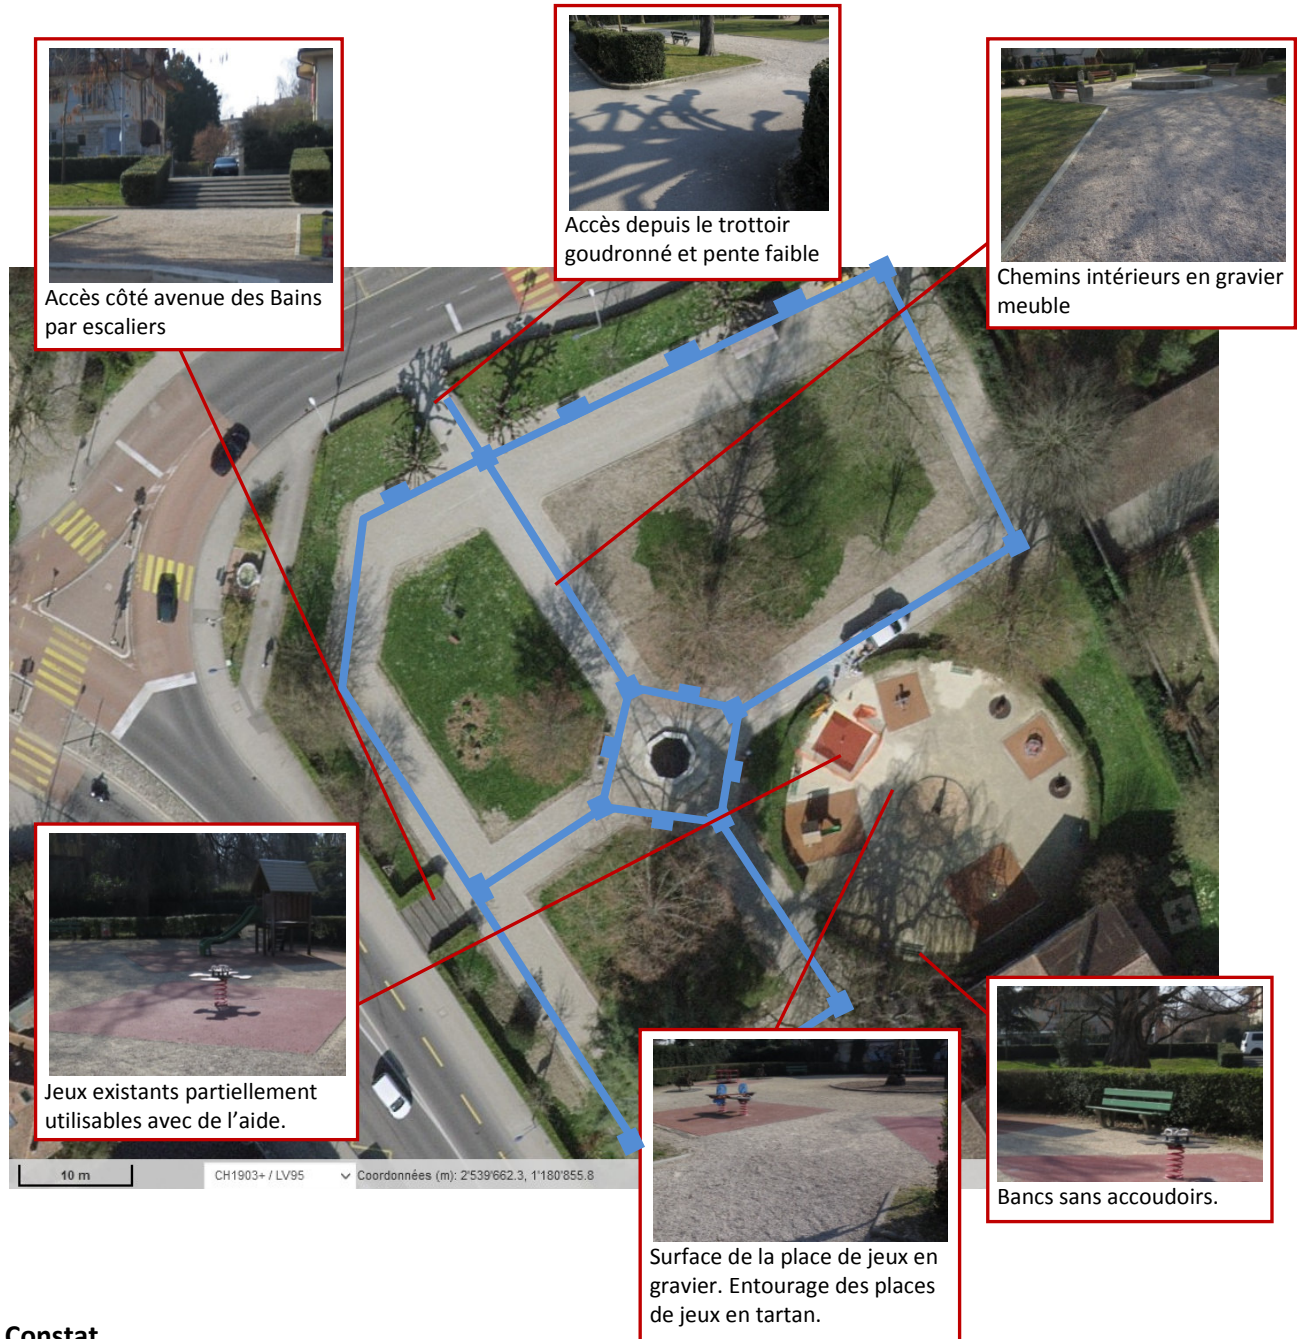 Accès depuis le trottoir
goudronné et pente faible
Accès côté avenue des Bains
par escaliers
Chemins intérieurs en gravier
meuble
Jeux existants partiellement
utilisables avec de l’aide.
Bancs sans accoudoirs.
10 m
CH1903+ / LV95
Coordonnées (m): 2'539'662.3, 1'180'855.8
Surface de la place de jeux en
gravier. Entourage des places
de jeux en tartan.
Constat